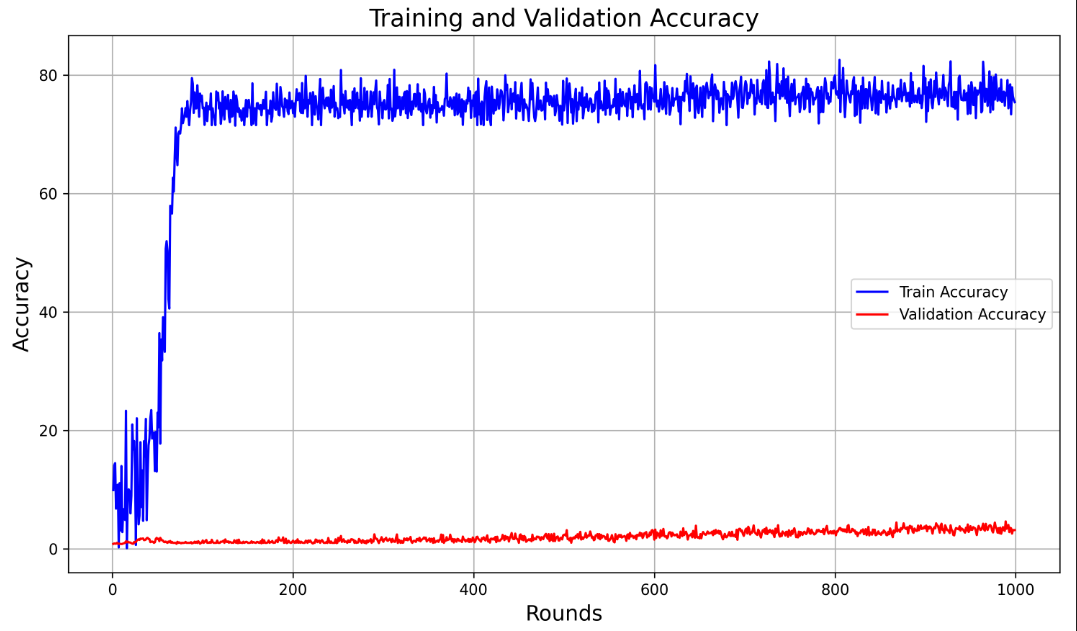 Training and Validation Accuracy
Accuracy
80
60
40
20
0
Train Accuracy
Validation Accuracy
0 200 400 600 800 1000
Rounds